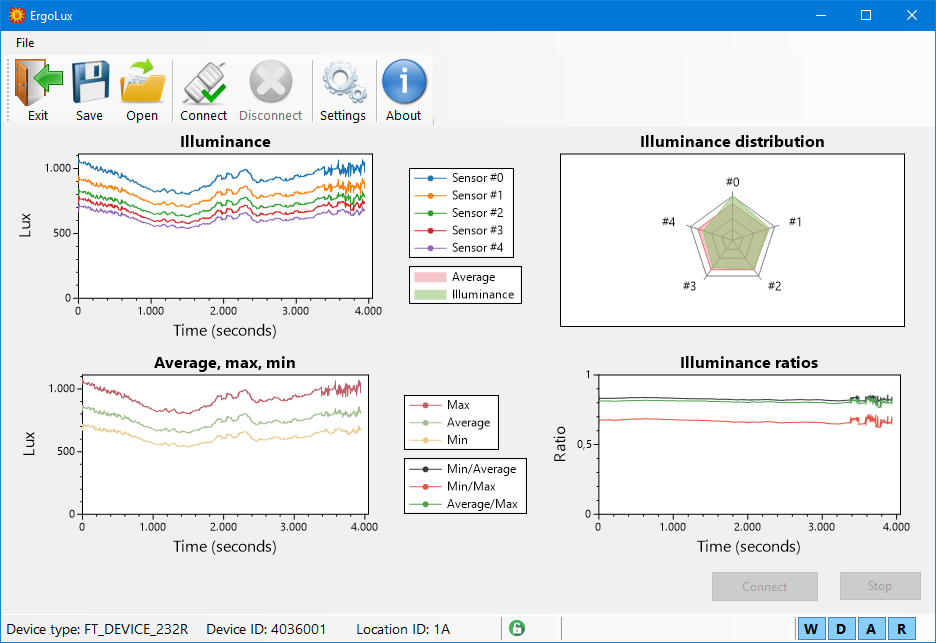 ErgoLux
File
Exit Save Open Connect Disconnect Settings About
Illuminance
1.000
500
0
Lux
0 1.000 2.000 3.000 4.000
Time (seconds)
Sensor #0
Sensor #1
Sensor #2
Sensor #3
Sensor #4
Average
Illuminance
Illuminance distribution
#0
#1
#2
#3
#4
Average, max, min
1.000
500
0
Lux
0 1.000 2.000 3.000 4.000
Time (seconds)
Max
Average
Min
Min/Average
Min/Max
Average/Max
Illuminance ratios
1
0,5
0
Ratio
0 1.000 2.000 3.000 4.000
Time (seconds)
Connect Stop
Device type: FT_DEVICE_232R Device ID: 4036001 Location ID: 1A W D A R